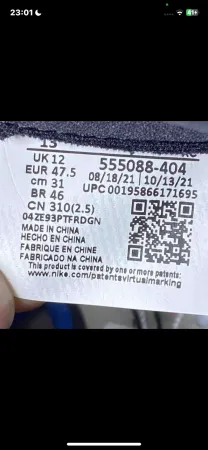 23:01
41+
13
UK 12
EUR 47.5
cm 31
BR 46
CN 310(2.5)
04ZE93PTFRDGN
555088-404
08/18/21 | 10/13/21
UPC 00195866171695
MADE IN CHINA
HECHO EN CHINA
FABRIQUE EN CHINE
FABRICADO NA CHINA
This product is covered by one or more patents:
www.nike.com/patentsvirtualmarking